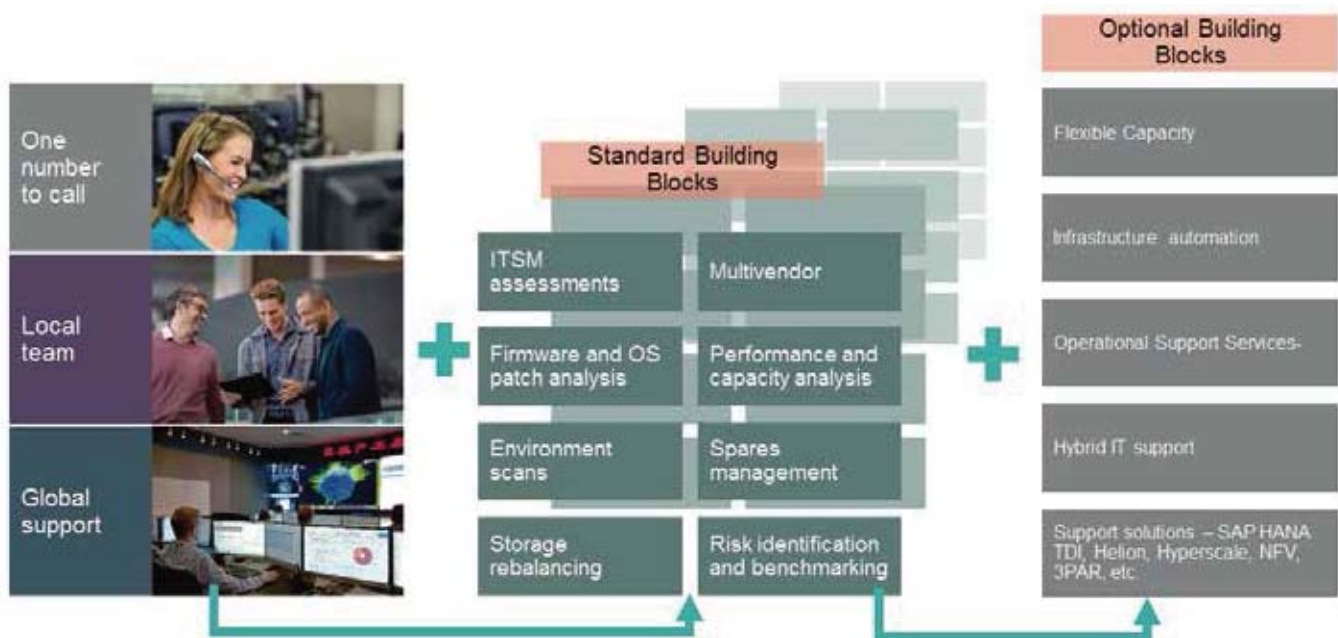 One
number
to call
Local
team
Global
support
Standard Building
Blocks
ITSM
assessments
Multivendor
Firmware and OS
patch analysis
Performance and
capacity analysis
Environment
scans
Spares
management
Storage
rebalancing
Risk identification
and benchmarking
Optional Building
Blocks
Flexible Capacity
Infrastructure automation
Operational Support Services-
Hybrid IT support
Support solutions – SAP HANA
TDI, Helion, Hyperscale, NFV,
3PAR, etc.